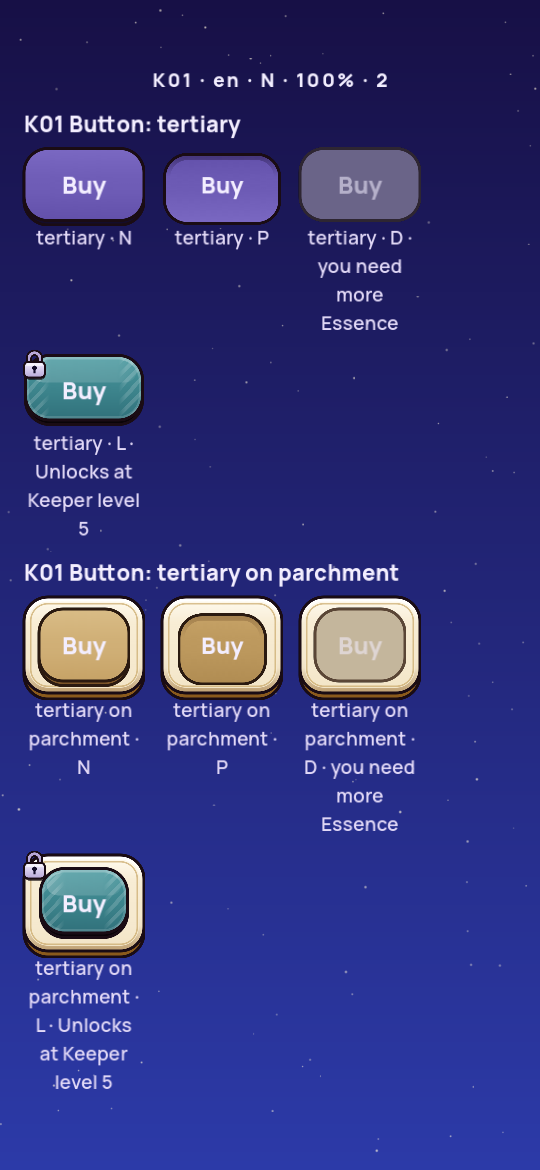 K01 · en · N · 100% · 2
K01 Button: tertiary
Buy
Buy
Buy
tertiary · N
tertiary · P
tertiary · D ·
you need
more
Essence
Buy
tertiary · L ·
Unlocks at
Keeper level
5
K01 Button: tertiary on parchment
Buy
Buy
Buy
tertiary on
parchment ·
N
tertiary on
parchment ·
P
tertiary on
parchment ·
D · you need
more
Essence
Buy
tertiary on
parchment ·
L · Unlocks
at Keeper
level 5